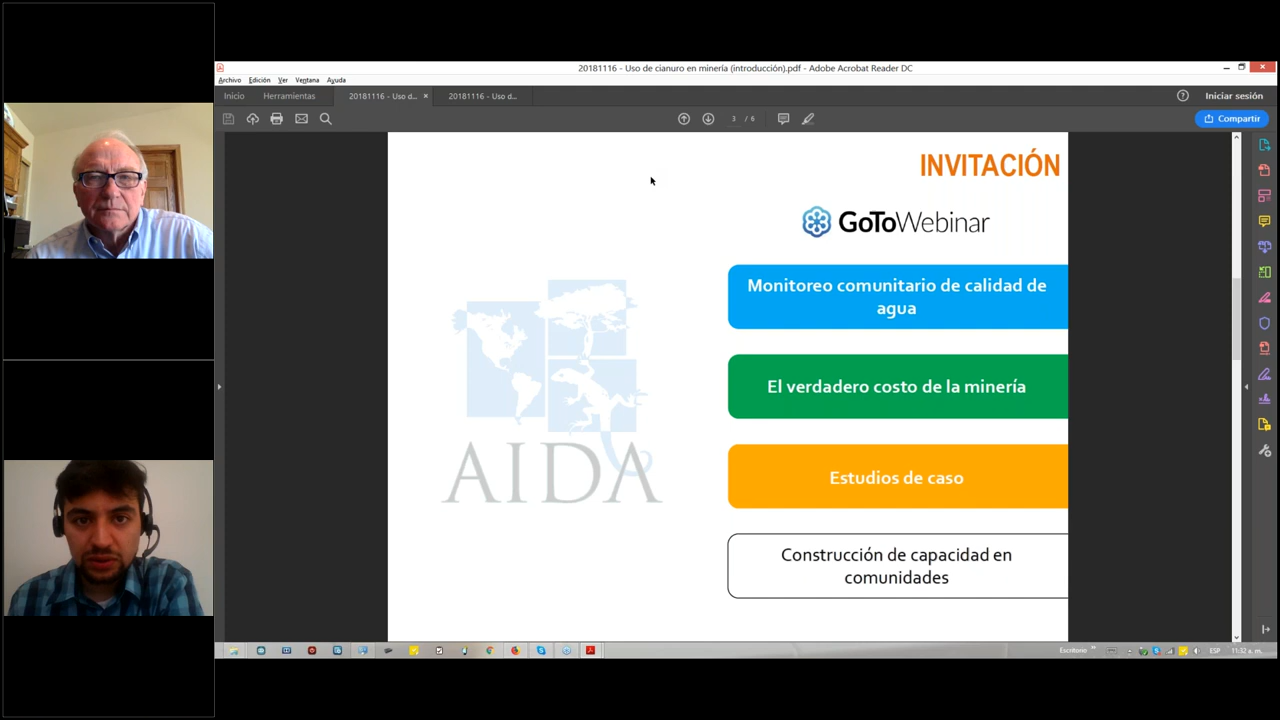 20181116 - Uso de cianuro en minería (introducción).pdf - Adobe Acrobat Reader DC
Archivo Edición Ver Ventana Ayuda
Inicio Herramientas 20181116 - Uso d... × 20181116 - Uso d... Iniciar sesión
3 / 6 Compartir
INVITACIÓN
GoToWebinar
Monitoreo comunitario de calidad de
agua
El verdadero costo de la minería
AIDA
Estudios de caso
Construcción de capacidad en
comunidades
Escritorio ESP 11:32 a. m.